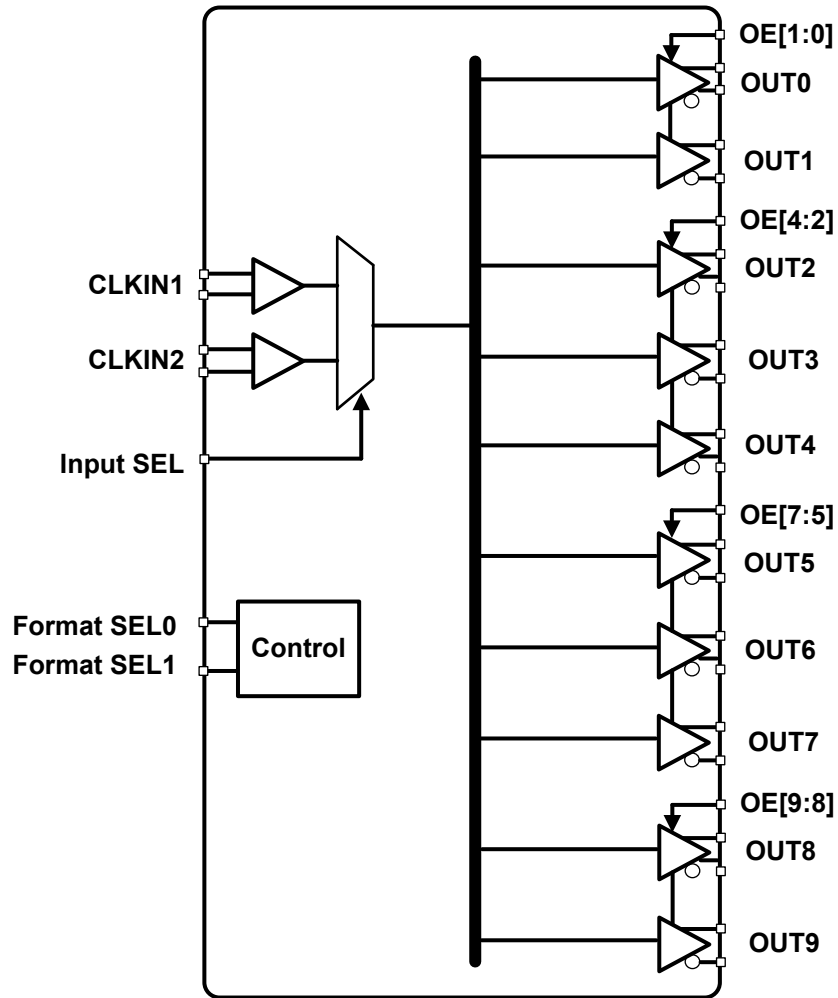 OE[1:0]
OUT0
OUT1
OE[4:2]
OUT2
CLKIN1
CLKIN2
OUT3
OUT4
Input SEL
OE[7:5]
OUT5
Format SEL0
Format SEL1
Control
OUT6
OUT7
OE[9:8]
OUT8
OUT9